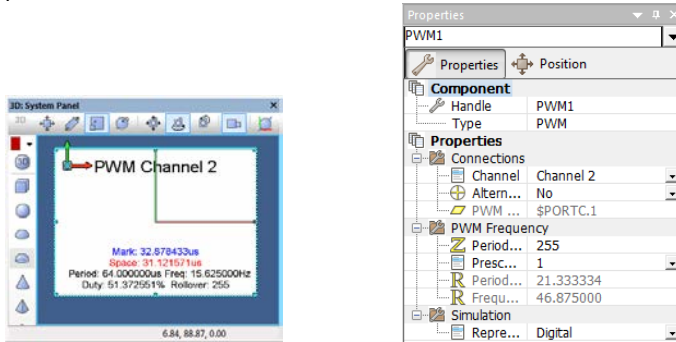 3D: System Panel
3D
PWM Channel 2
Mark: 32.878433us
Space: 31.121571us
Period: 64.000000us Freq: 15.625000Hz
Duty: 51.372551% Rollover: 255
6.84, 88.87, 0.00
Properties
PWM1
Properties Position
Component
Handle PWM1
Type PWM
Properties
Connections
Channel Channel 2
Altern... No
PWM ... $PORTC.1
PWM Frequency
Period... 255
Presc... 1
Period... 21.333334
Frequ... 46.875000
Simulation
Repre... Digital